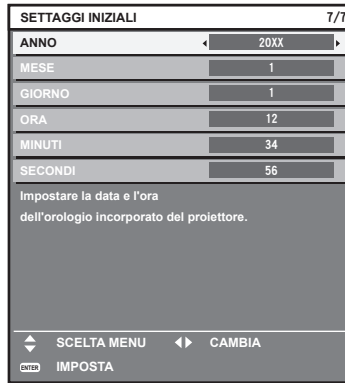 SETTAGGI INIZIALI 7/7
ANNO 20XX
MESE 1
GIORNO 1
ORA 12
MINUTI 34
SECONDI 56
Impostare la data e l'ora
dell'orologio incorporato del proiettore.
SCELTA MENU CAMBIA
ENTER IMPOSTA